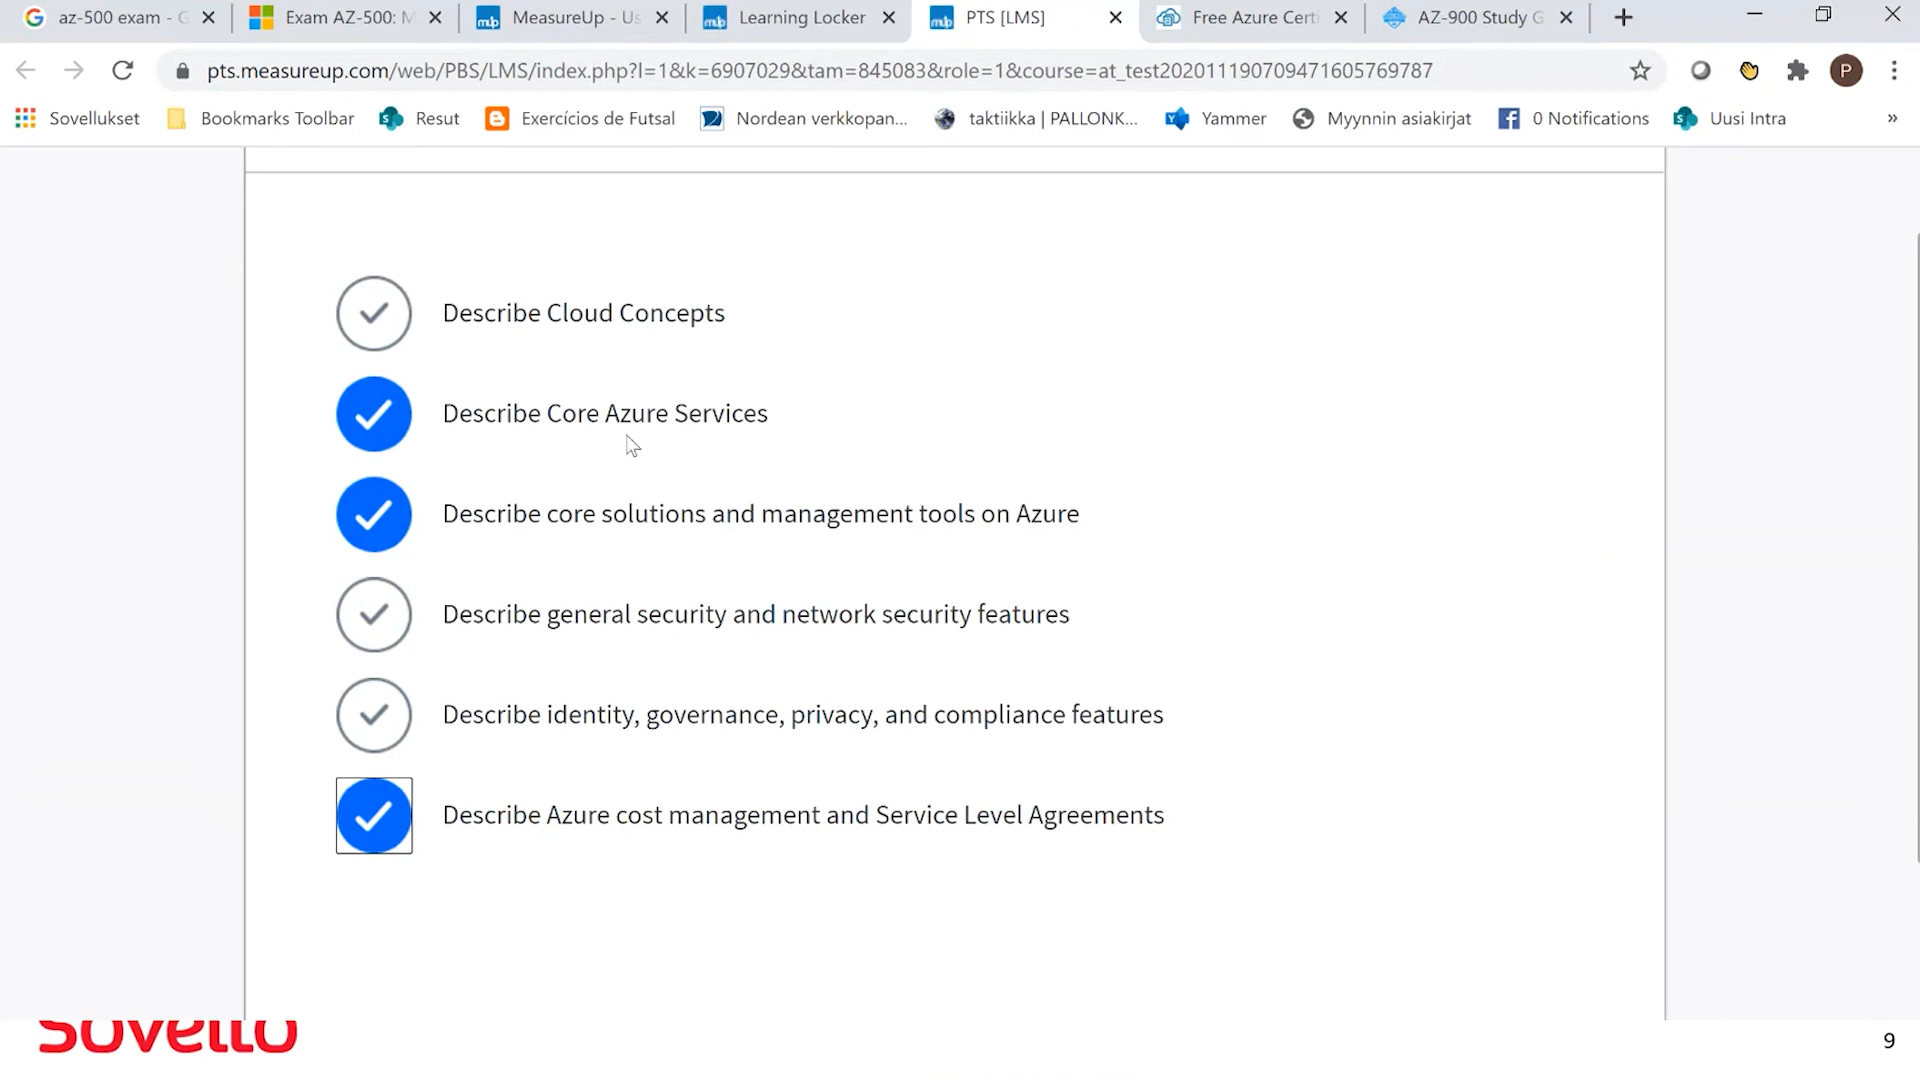 az-500 exam - G
Exam AZ-500: M
MeasureUp - Us
Learning Locker
PTS [LMS]
Free Azure Certi
AZ-900 Study G
pts.measureup.com/web/PBS/LMS/index.php?l=1&k=6907029&tam=845083&role=1&course=at_test2020111907094716057697​87
P
Sovellukset
Bookmarks Toolbar
Resut
Exercícios de Futsal
Nordean verkkopan...
taktiikka | PALLONK...
Yammer
Myynnin asiakirjat
0 Notifications
Uusi Intra
»
Describe Cloud Concepts
Describe Core Azure Services
Describe core solutions and management tools on Azure
Describe general security and network security features
Describe identity, governance, privacy, and compliance features
Describe Azure cost management and Service Level Agreements
Sovelto
9